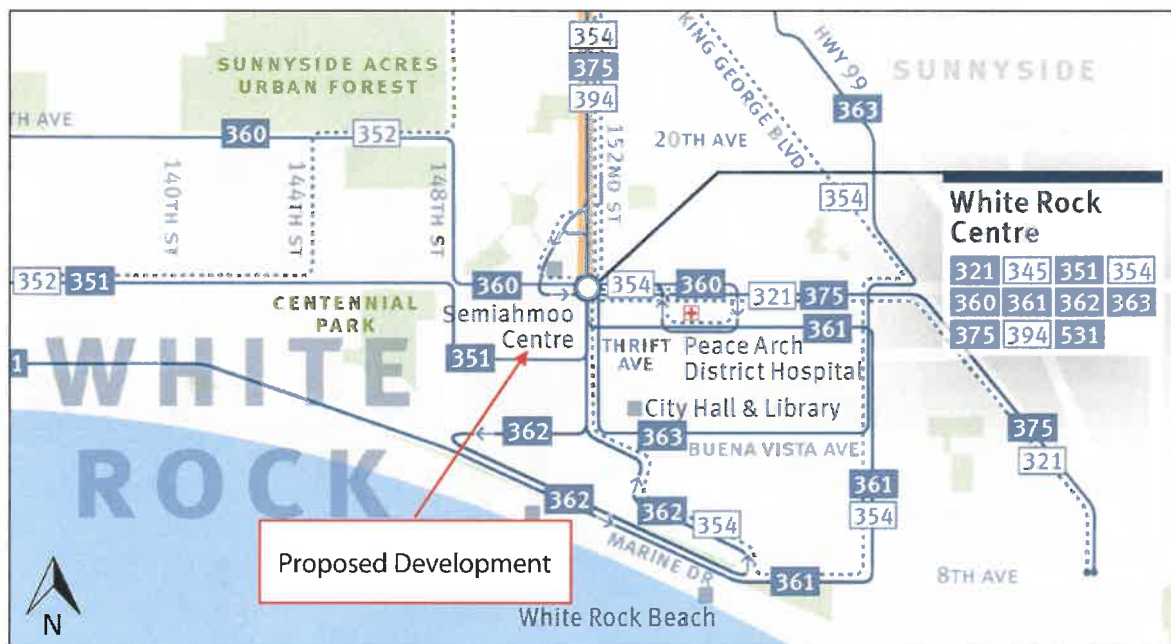 354
375
394
KING GEORGE BLVD
HWY 99
SUNNYSIDE
SUNNYSIDE ACRES
URBAN FOREST
363
TH AVE
360
352
152ND ST
20TH AVE
140TH ST
144TH ST
148TH ST
354
White Rock
Centre
321 345 351 354
360 361 362 363
375 394 531
352 351
360
354
360
321
375
CENTENNIAL
PARK
Semiahmoo
Centre
361
351
THRIFT
AVE
Peace Arch
District Hospital
1
WHITE
ROCK
City Hall & Library
362
363
BUENA VISTA AVE
375
321
361
354
362
362
354
Proposed Development
MARINE DR
361
8TH AVE
N
White Rock Beach